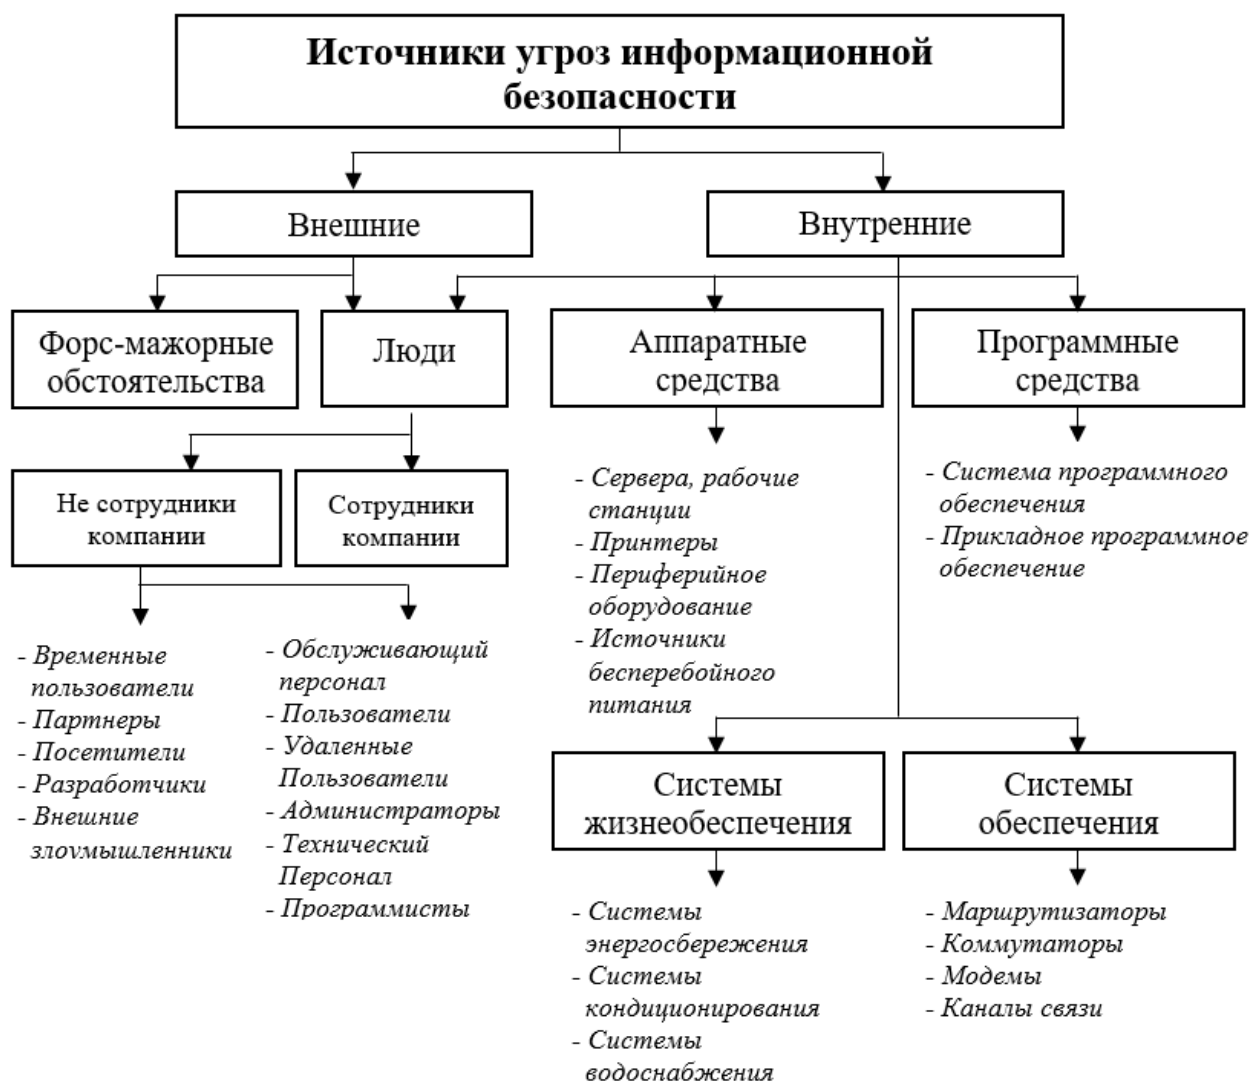 Источники угроз информационной
безопасности
Внешние
Внутренние
Форс-мажорные
обстоятельства
Люди
Аппаратные
средства
Программные
средства
Не сотрудники
компании
Сотрудники
компании
- Сервера, рабочие
станции
- Принтеры
- Периферийное
оборудование
- Источники
бесперебойного
питания
- Система программного
обеспечения
- Прикладное программное
обеспечение
- Временные
пользователи
- Партнеры
- Посетители
- Разработчики
- Внешние
злоумышленники
- Обслуживающий
персонал
- Пользователи
- Удаленные
Пользователи
- Администраторы
- Технический
Персонал
- Программисты
Системы
жизнеобеспечения
Системы
обеспечения
- Системы
энергосбережения
- Системы
кондиционирования
- Системы
водоснабжения
- Маршрутизаторы
- Коммутаторы
- Модемы
- Каналы связи